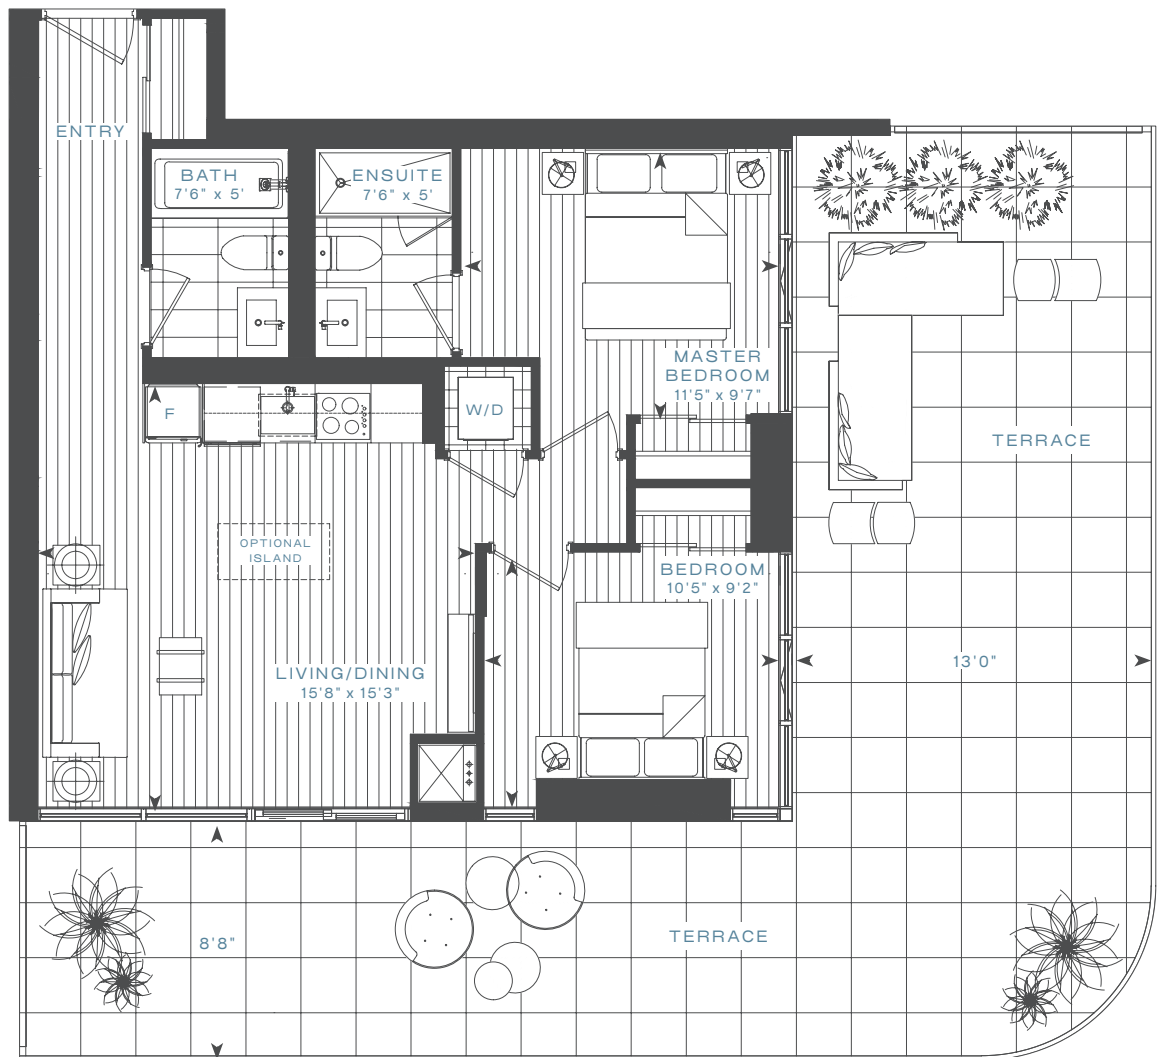 ENTRY
BATH
7'6" x 5'
ENSUITE
7'6" x 5'
MASTER
BEDROOM
11'5" x 9'7"
F
W/D
TERRACE
OPTIONAL
ISLAND
BEDROOM
10'5" x 9'2"
LIVING/DINING
15'8" x 15'3"
13'0"
8'8"
TERRACE